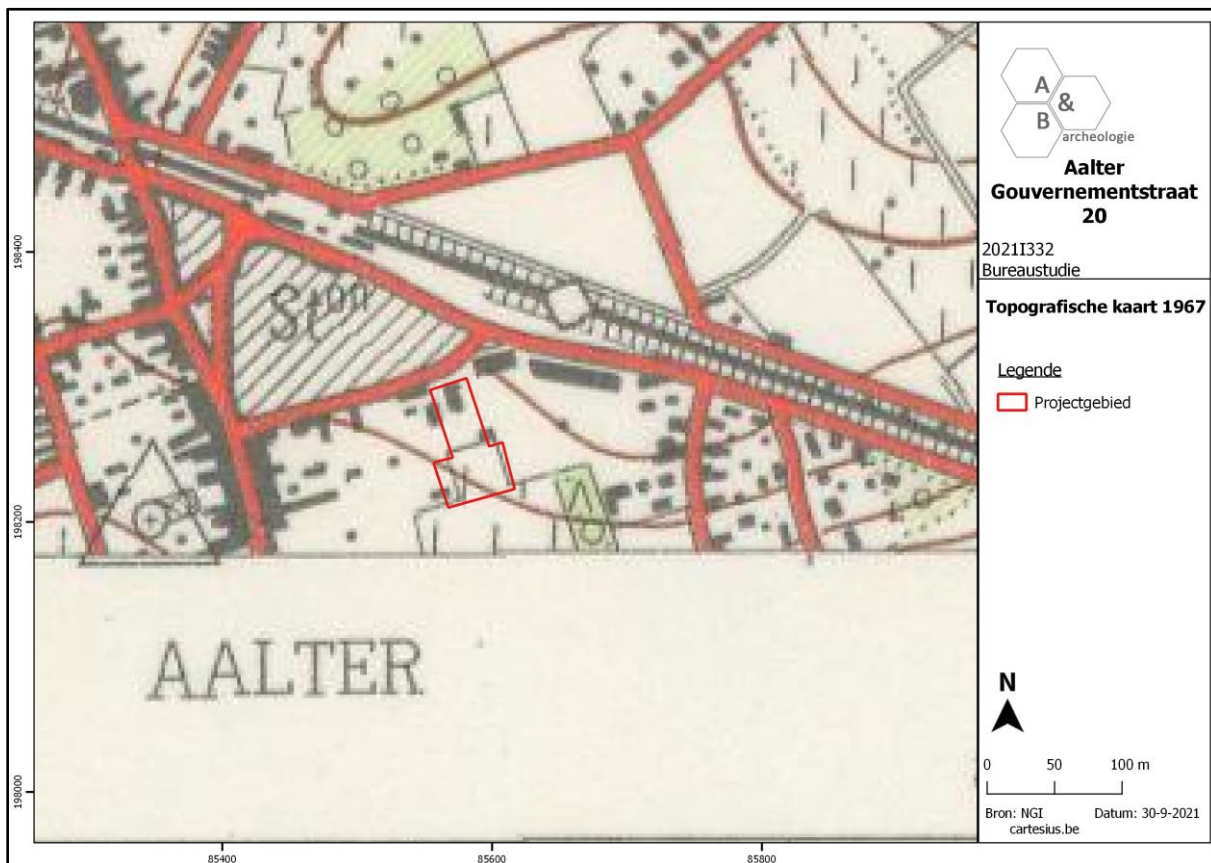 A
&
B
archeologie
Aalter
Gouvernementstraat
20
2021I332
Bureaustudie
Topografische kaart 1967
Legende
Projectgebied
N
0 50 100 m
Bron: NGI Datum: 30-9-2021
cartesius.be
198400
198200
198000
85400 85600 85800
Ston
AALTER